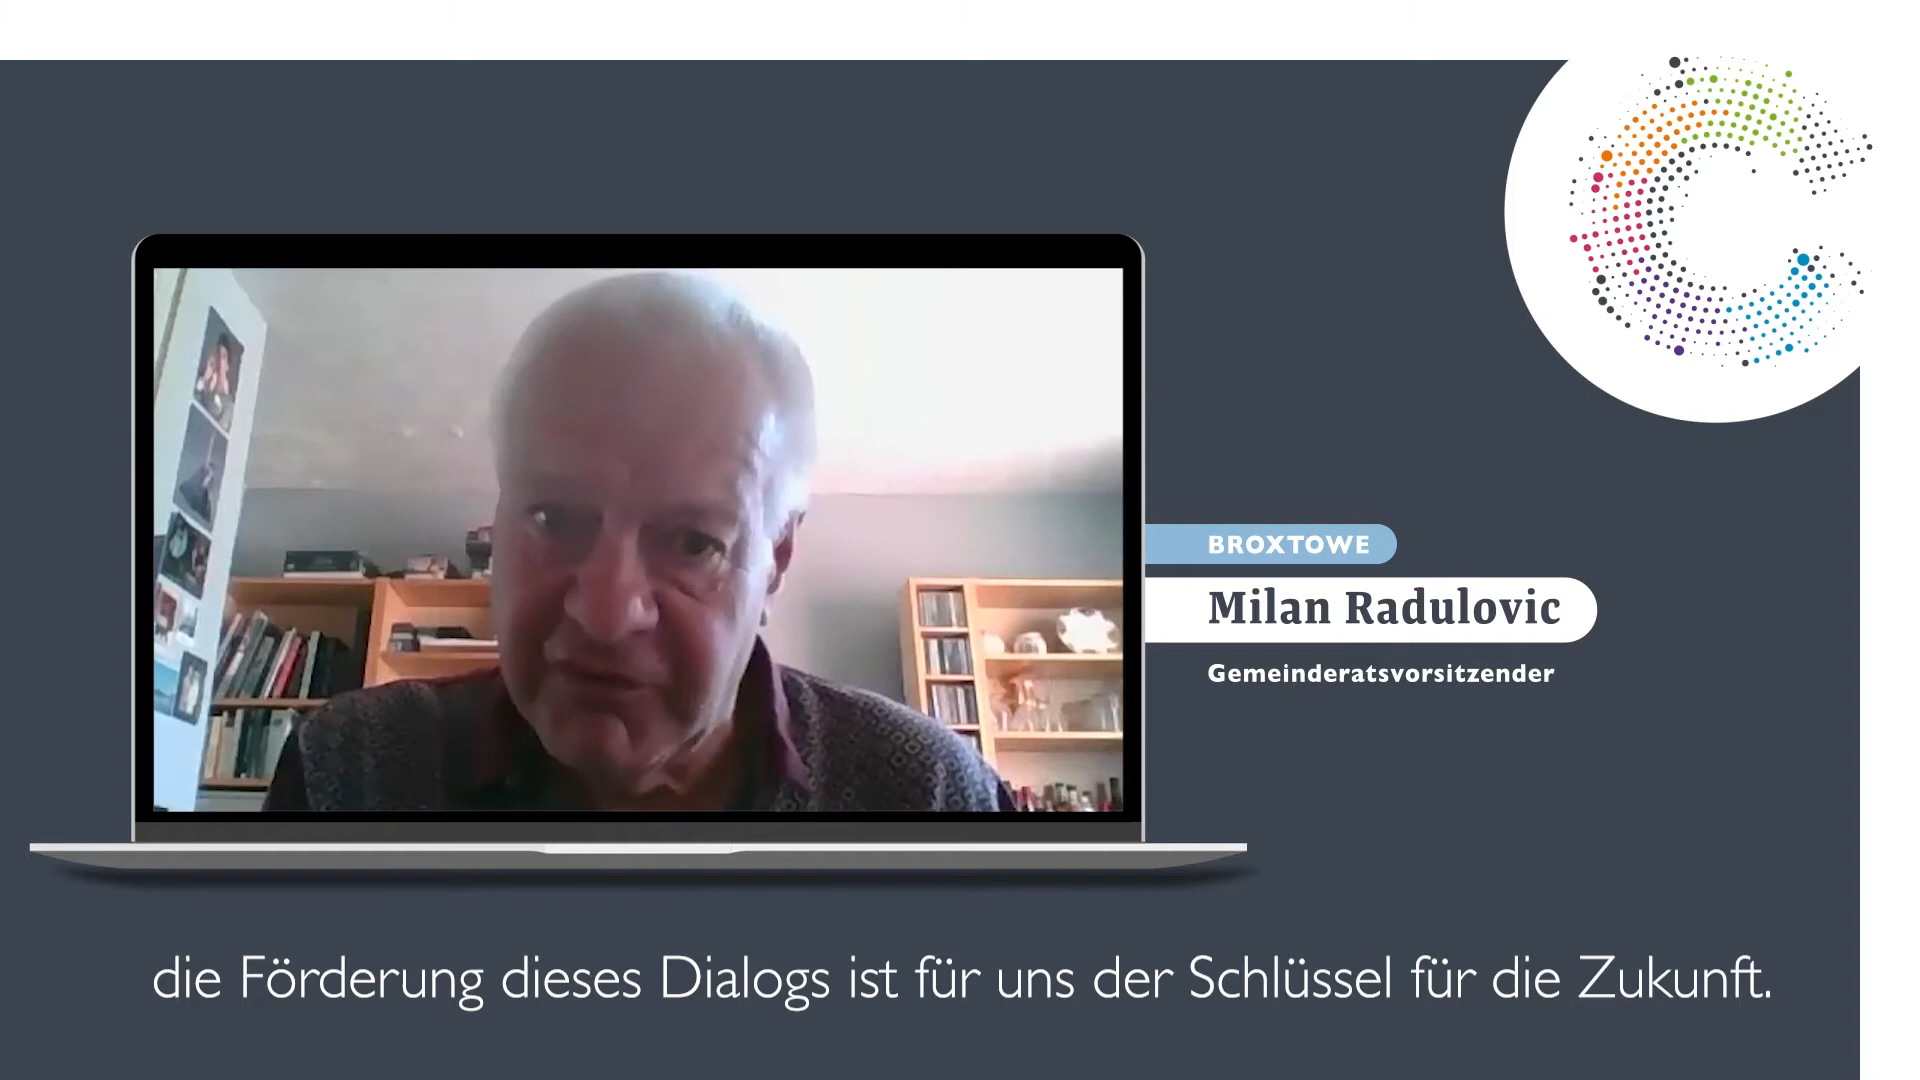 BROXTOWE
Milan Radulovic
Gemeinderatsvorsitzender
die Förderung dieses Dialogs ist für uns der Schlüssel für die Zukunft.